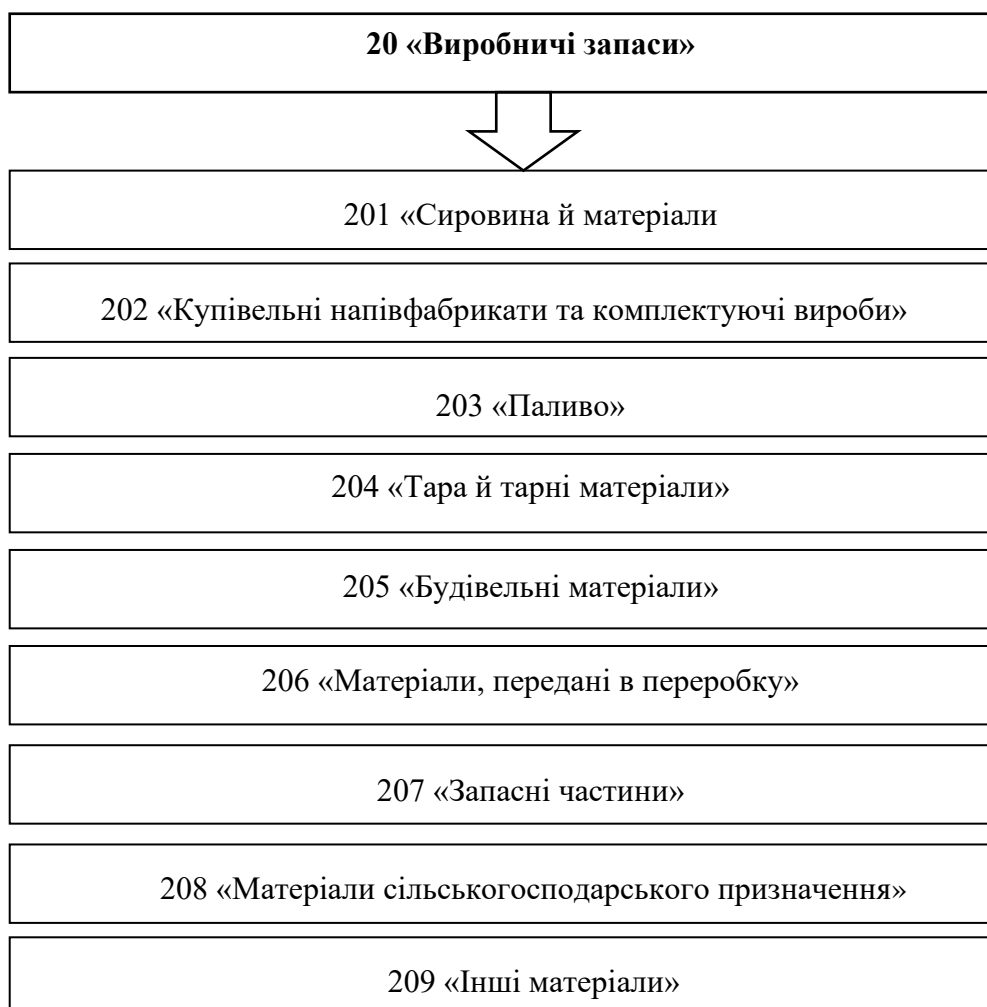 20 «Виробничі запаси»
201 «Сировина й матеріали
202 «Купівельні напівфабрикати та комплектуючі вироби»
203 «Паливо»
204 «Тара й тарні матеріали»
205 «Будівельні матеріали»
206 «Матеріали, передані в переробку»
207 «Запасні частини»
208 «Матеріали сільськогосподарського призначення»
209 «Інші матеріали»